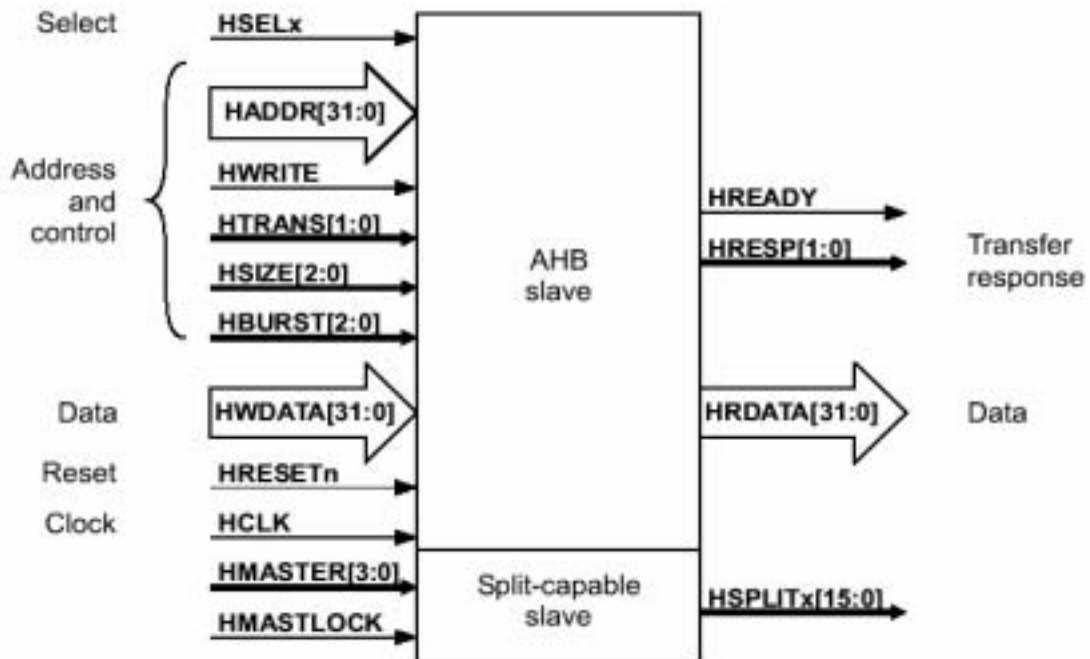 Select
HSELx
HADDR[31:0]
Address
and
control
HWRITE
HTRANS[1:0]
HSIZE[2:0]
HBURST[2:0]
Data
HWDATA[31:0]
Reset
HRESETn
Clock
HCLK
HMASTER[3:0]
HMASTLOCK
AHB
slave
Split-capable
slave
HREADY
HRESP[1:0]
Transfer
response
HRDATA[31:0]
Data
HSPLITx[15:0]